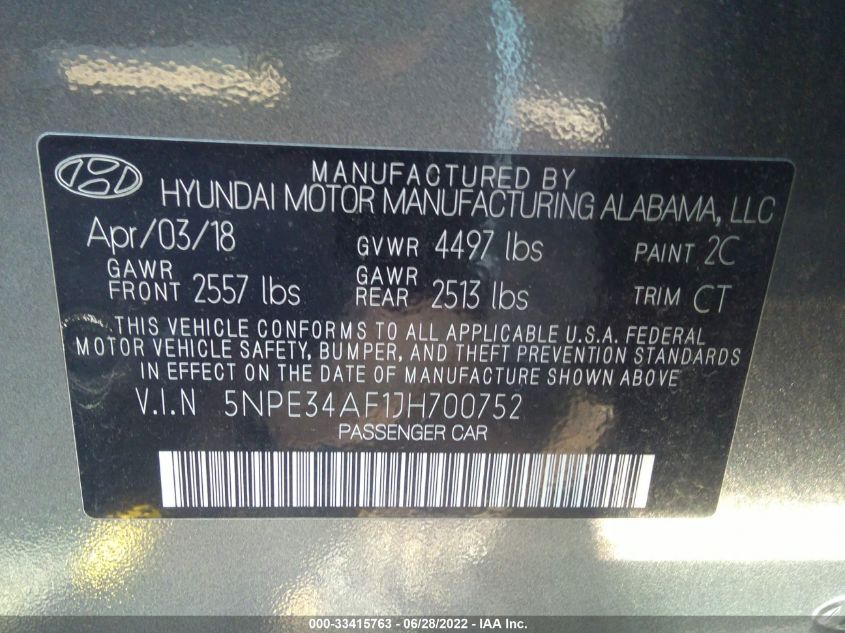 MANUFACTURED BY
HYUNDAI MOTOR MANUFACTURING ALABAMA, LLC
Apr/03/18 GVWR 4497 lbs PAINT 2C
GAWR FRONT 2557 lbs GAWR REAR 2513 lbs TRIM CT
THIS VEHICLE CONFORMS TO ALL APPLICABLE U.S.A. FEDERAL
MOTOR VEHICLE SAFETY, BUMPER, AND THEFT PREVENTION STANDARDS
IN EFFECT ON THE DATE OF MANUFACTURE SHOWN ABOVE
V.I.N 5NPE34AF1JH700752
PASSENGER CAR
000-33415763 - 06/28/2022 - IAA Inc.